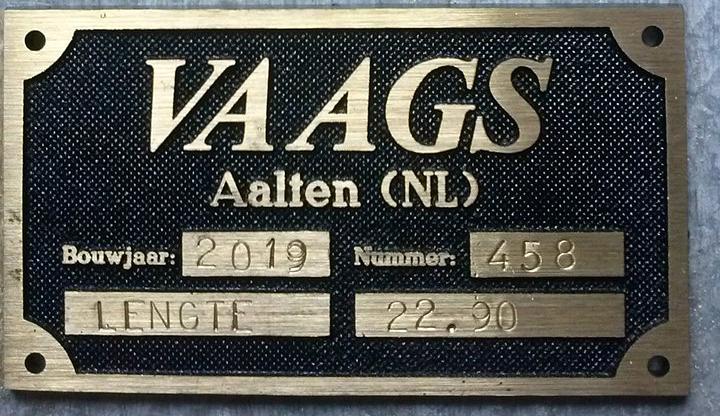 VAAGS
Aalten (NL)
Bouwjaar: 2019 Nummer: 458
LENGTE 22.90